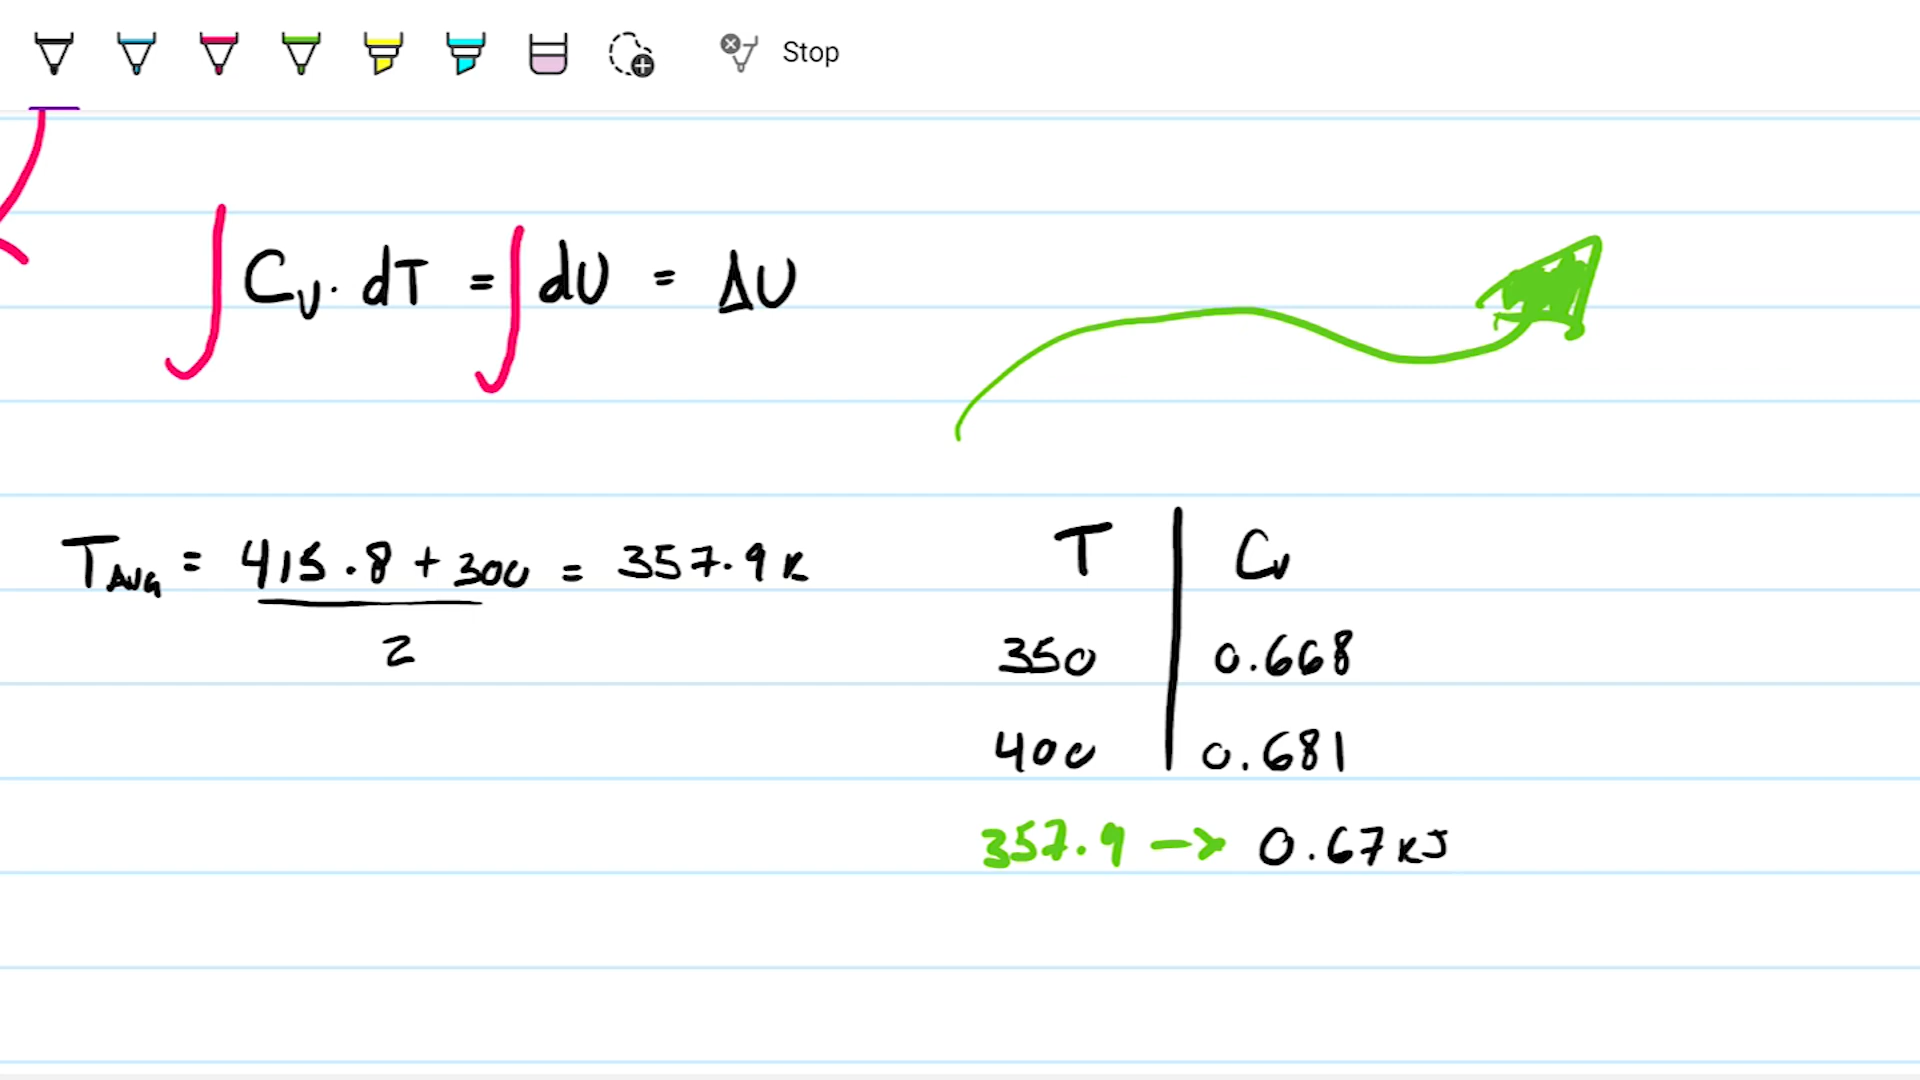 Stop
∫ Cv · dT = ∫ dU = ΔU
TAVG = 415.8 + 300 = 357.9 K
2
T Cv
350 0.668
400 0.681
357.9 → 0.67 KJ